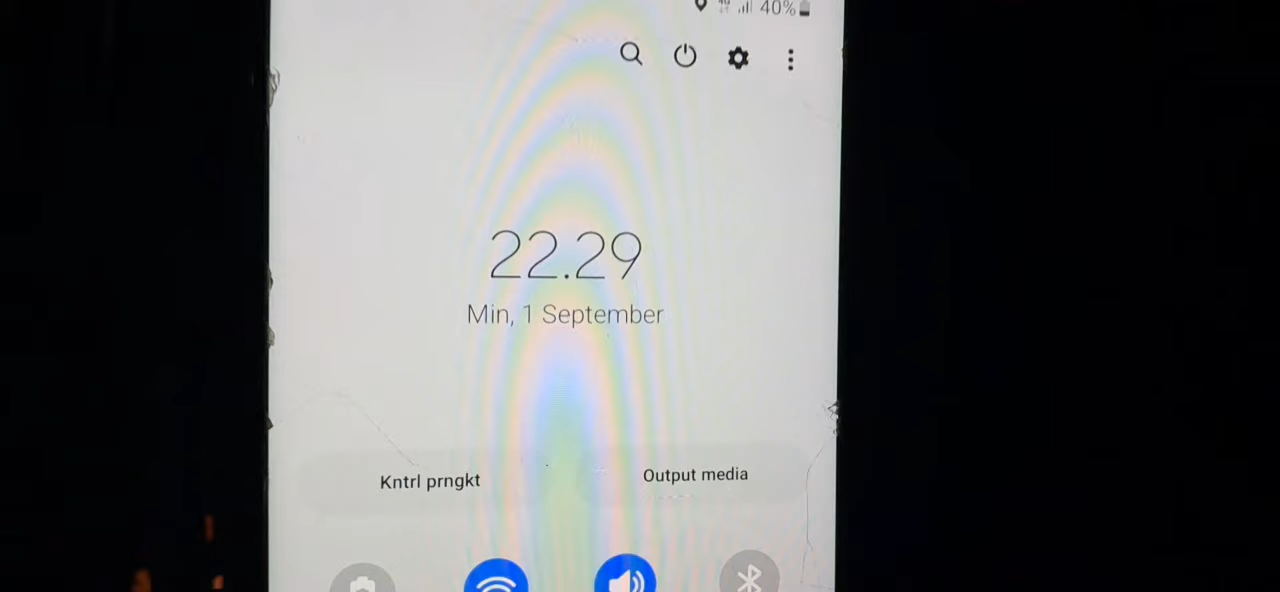 40%
22.29
Min, 1 September
Kntrl prngkt
Output media